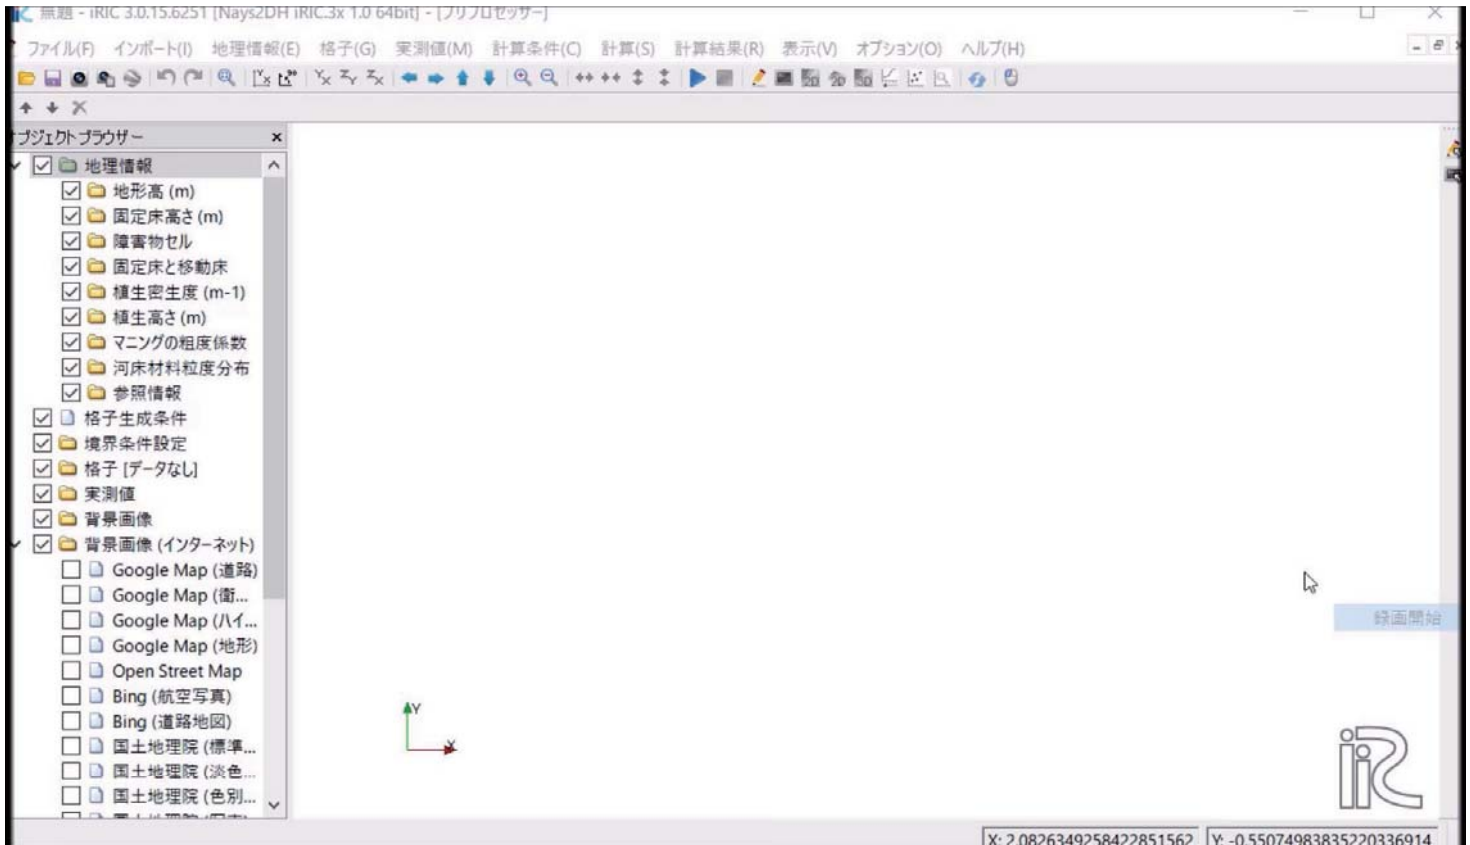 無題 - iRIC 3.0.15.6251 [Nays2DH iRIC.3x 1.0 64bit] - [プリプロセッサー]
ファイル(F) インポート(I) 地理情報(E) 格子(G) 実測値(M) 計算条件(C) 計算(S) 計算結果(R) 表示(V) オプション(O) ヘルプ(H)
オブジェクトブラウザー
地理情報
地形高 (m)
固定床高さ (m)
障害物セル
固定床と移動床
植生密生度 (m-1)
植生高さ (m)
マニングの粗度係数
河床材料粒度分布
参照情報
格子生成条件
境界条件設定
格子 [データなし]
実測値
背景画像
背景画像 (インターネット)
Google Map (道路)
Google Map (衛...
Google Map (ハイ...
Google Map (地形)
Open Street Map
Bing (航空写真)
Bing (道路地図)
国土地理院 (標準...
国土地理院 (淡色...
国土地理院 (色別...
録画開始
Y
X
iRIC
X: 2.0826349258422851562 Y: -0.55074983835220336914